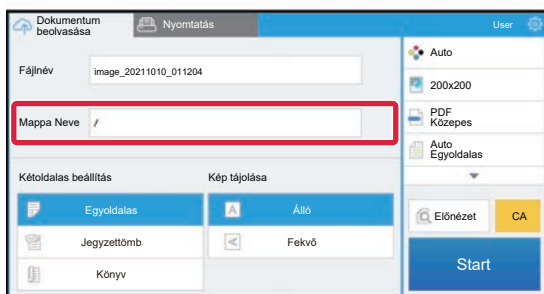 Dokumentum
beolvasása
Nyomtatás
User
Fájlnév
image_20211010_011204
Mappa Neve
/
Kétoldalas beállítás
Kép tájolása
Egyoldalas
Jegyzettömb
Könyv
A
Álló
A
Fekvő
Auto
200x200
PDF
Közepes
Auto
Egyoldalas
Előnézet
CA
Start